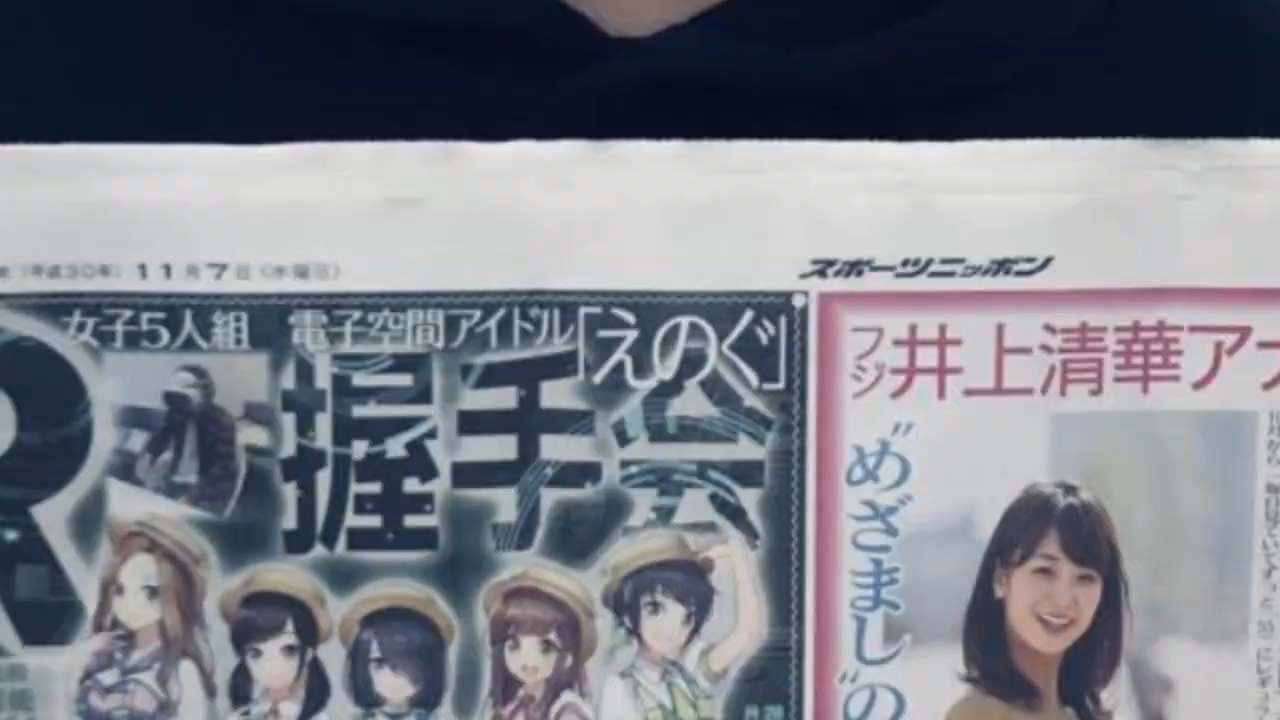 (平成30年) 11月7日 (水曜日)
スポーツニッポン
女子5人組 電子空間アイドル「えのぐ」
R
握手会
フジ井上清華アナ
"めざまし"の